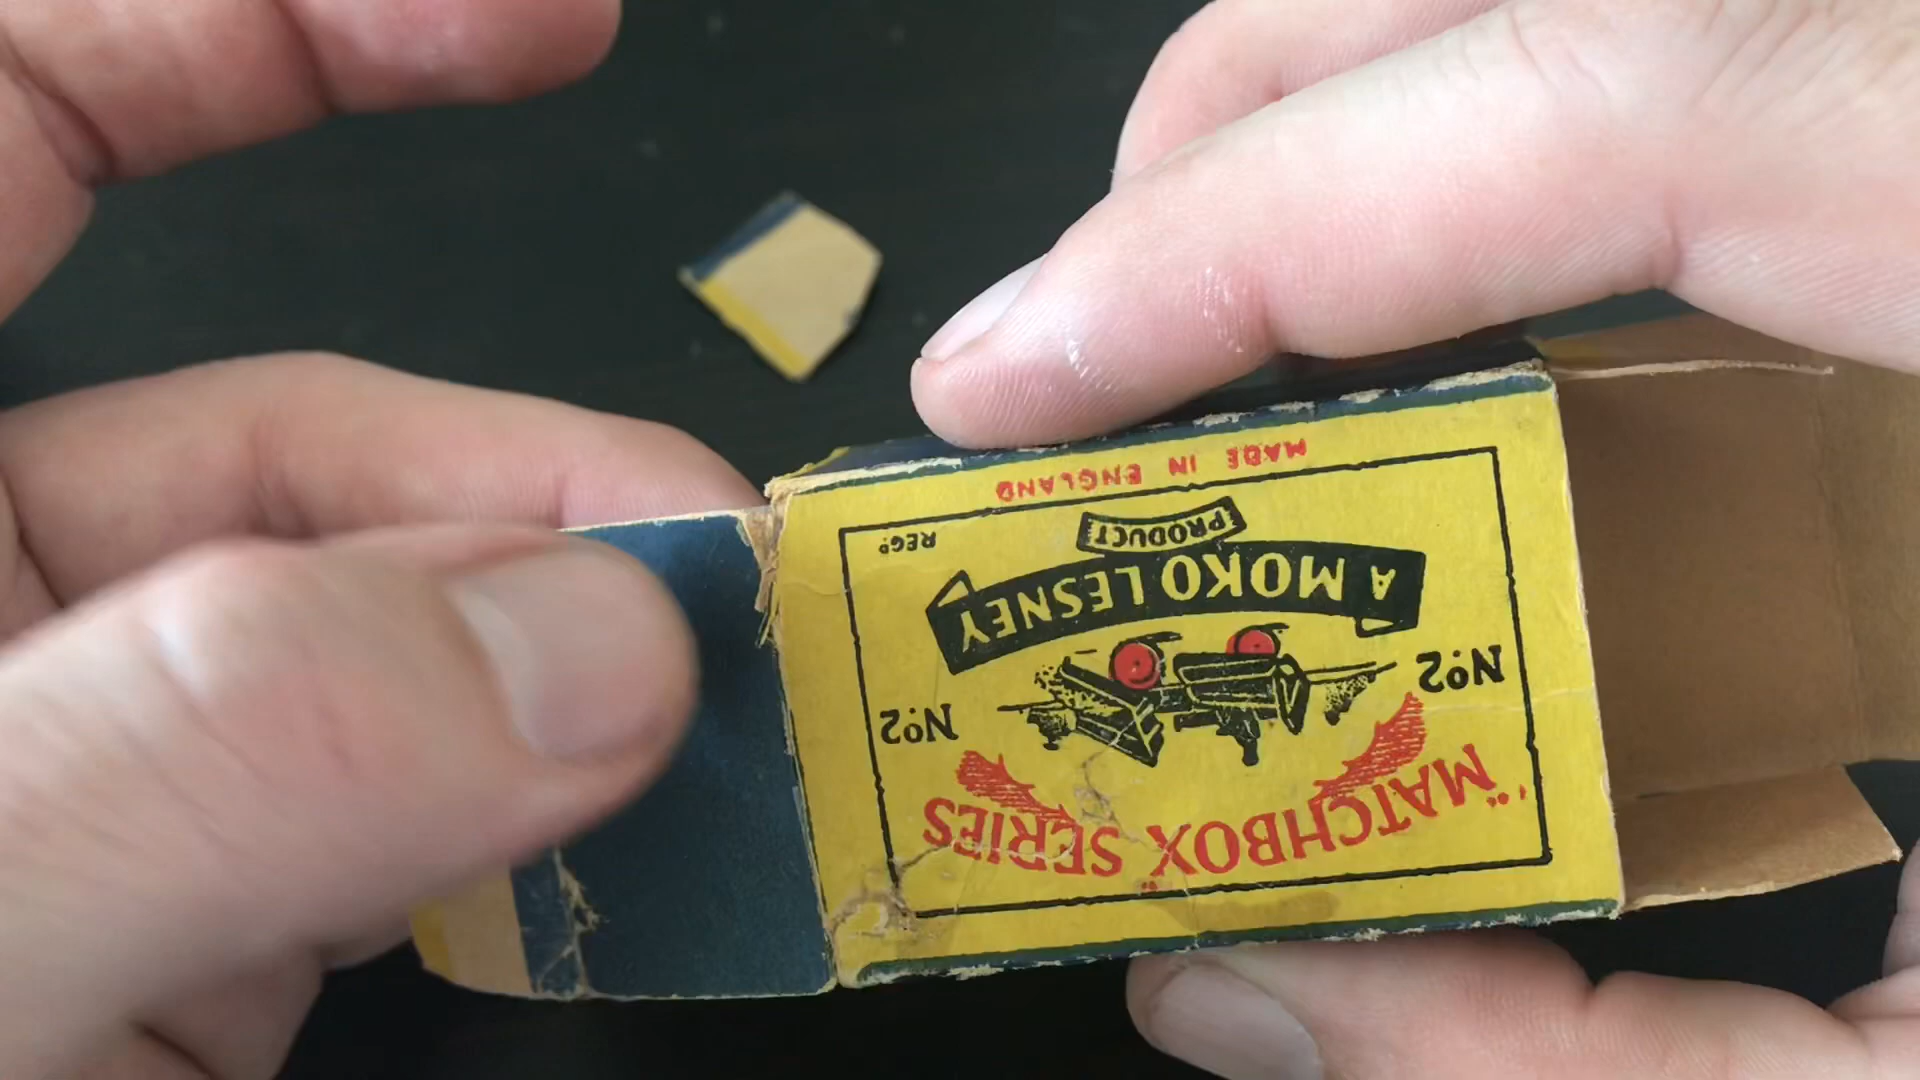 "MATCHBOX" SERIES
Nº2 Nº2
A MOKO LESNEY
PRODUCT
REGD
MADE IN ENGLAND